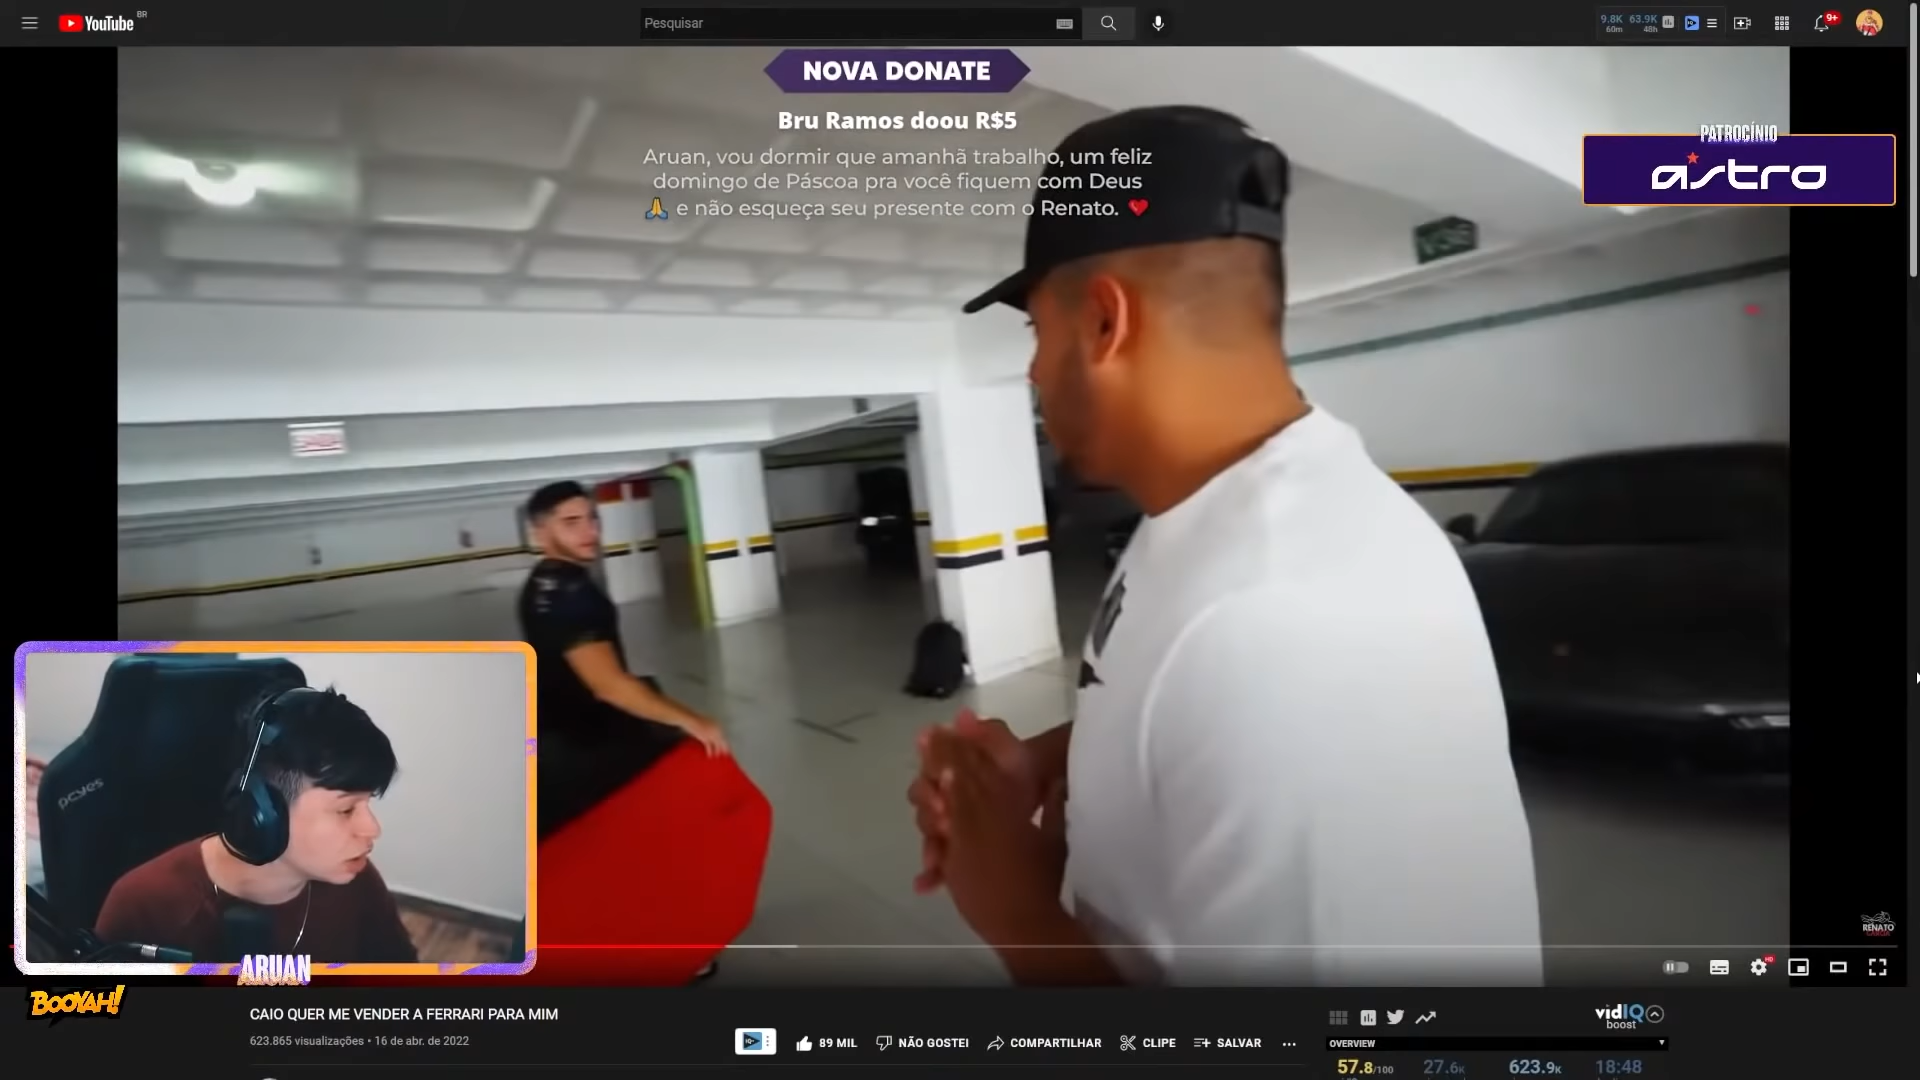 YouTube BR
Pesquisar
9.8K 63.9K
60m 48h
9+
NOVA DONATE
Bru Ramos doou R$5
Aruan, vou dormir que amanhã trabalho, um feliz
domingo de Páscoa pra você fiquem com Deus
🙏 e não esqueça seu presente com o Renato. ❤️
PATROCÍNIO
astro
pcyes
ARUAN
BOOYAH!
RENATO
GARCIA
HD
CAIO QUER ME VENDER A FERRARI PARA MIM
623.865 visualizações • 16 de abr. de 2022
89 MIL
NÃO GOSTEI
COMPARTILHAR
CLIPE
SALVAR
vidIQ
boost
OVERVIEW
57.8/100 27.6K 623.9K 18:48